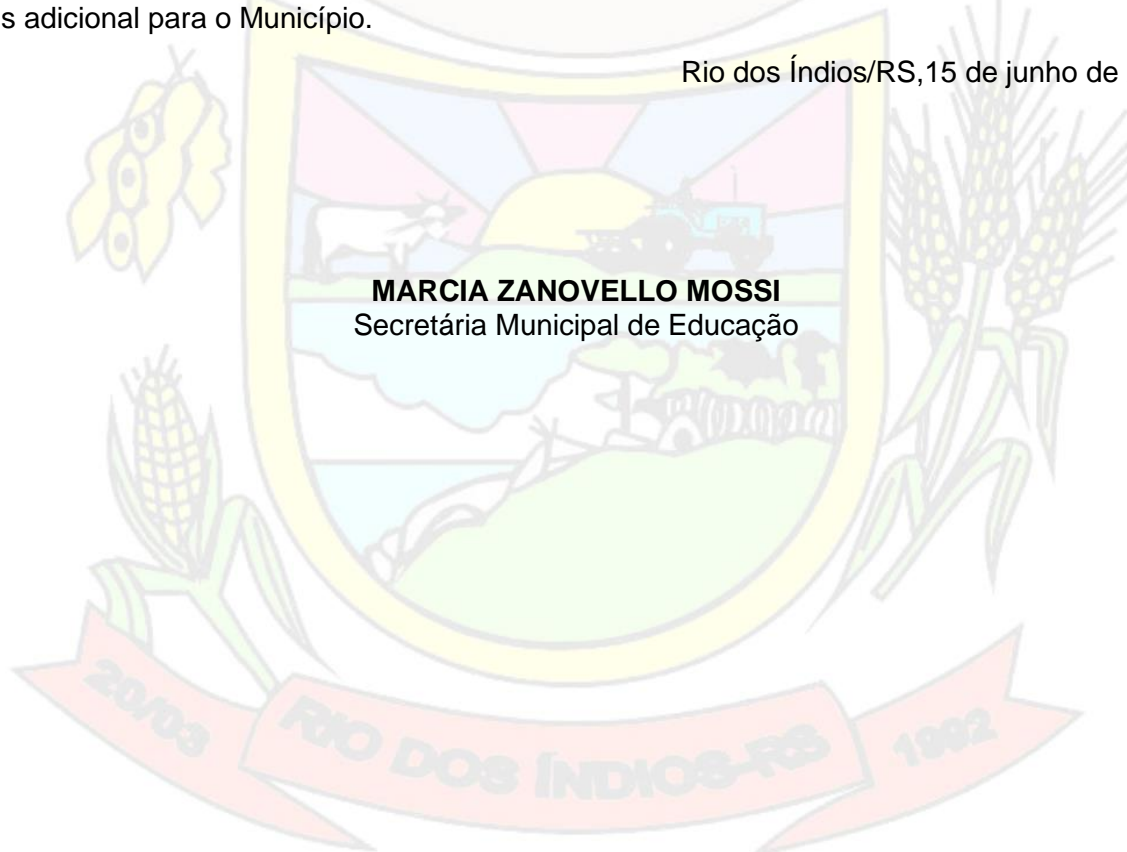 s adicional para o Município.
Rio dos Índios/RS,15 de junho de
MARCIA ZANOVELLO MOSSI
Secretária Municipal de Educação
20/03
RIO DOS ÍNDIOS-RS
1992